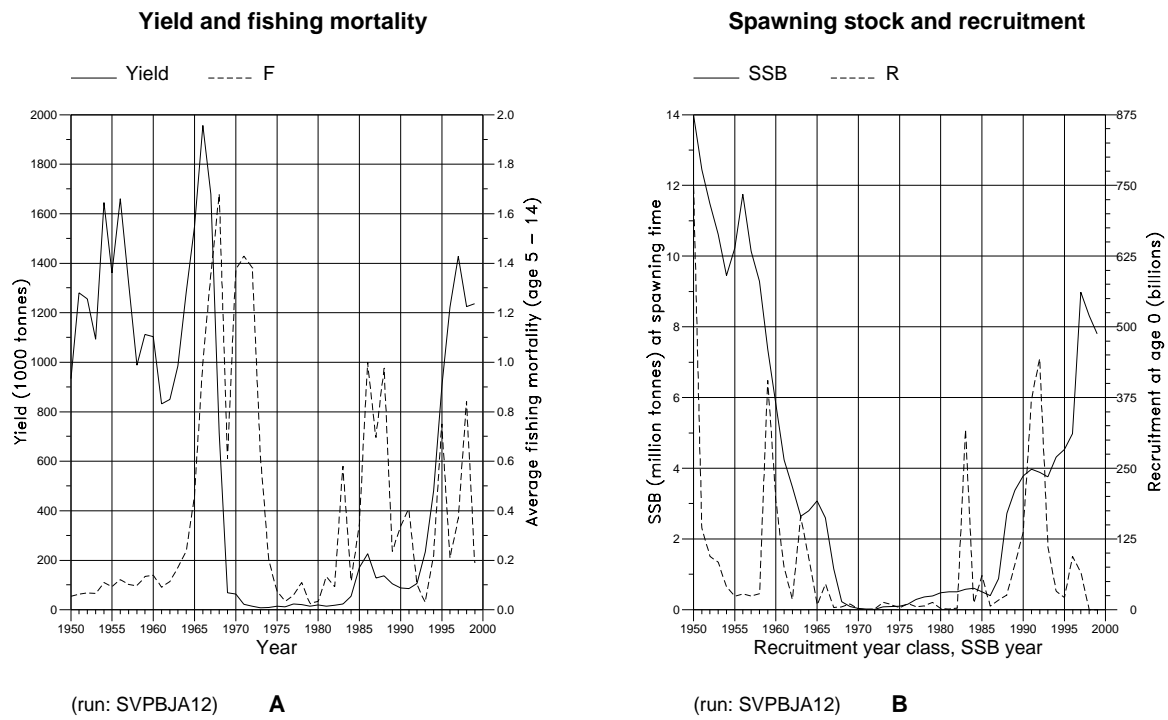 Yield and fishing mortality
Yield F
2000
1800
1600
1400
1200
1000
800
600
400
200
0
Yield (1000 tonnes)
2.0
1.8
1.6
1.4
1.2
1.0
0.8
0.6
0.4
0.2
0.0
Average fishing mortality (age 5 – 14)
1950 1955 1960 1965 1970 1975 1980 1985 1990 1995 2000
Year
(run: SVPBJA12) A
Spawning stock and recruitment
SSB R
14
12
10
8
6
4
2
0
SSB (million tonnes) at spawning time
875
750
625
500
375
250
125
0
Recruitment at age 0 (billions)
1950 1955 1960 1965 1970 1975 1980 1985 1990 1995 2000
Recruitment year class, SSB year
(run: SVPBJA12) B